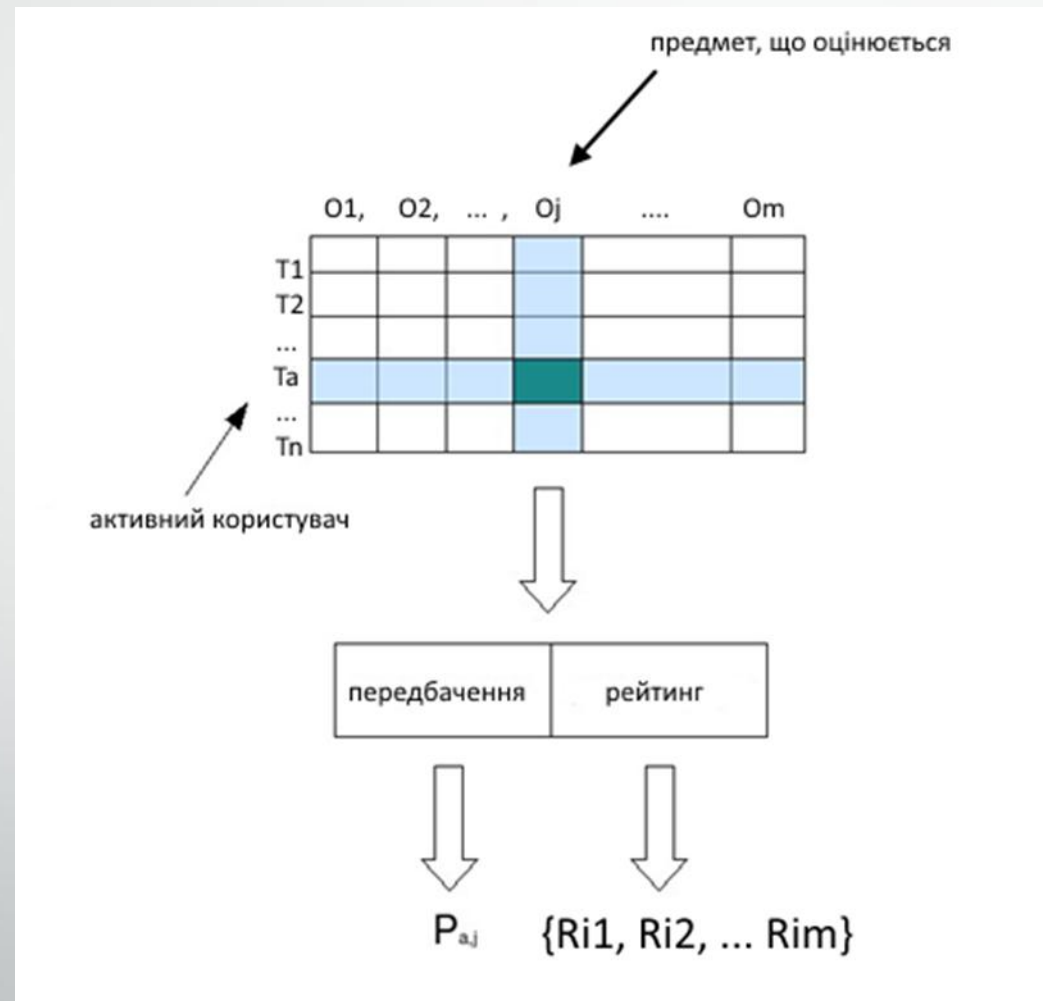 предмет, що оцінюється
O1, O2, ... , Oj .... Om
T1
T2
...
Ta
...
Tn
активний користувач
передбачення рейтинг
Pa,j {Ri1, Ri2, ... Rim}